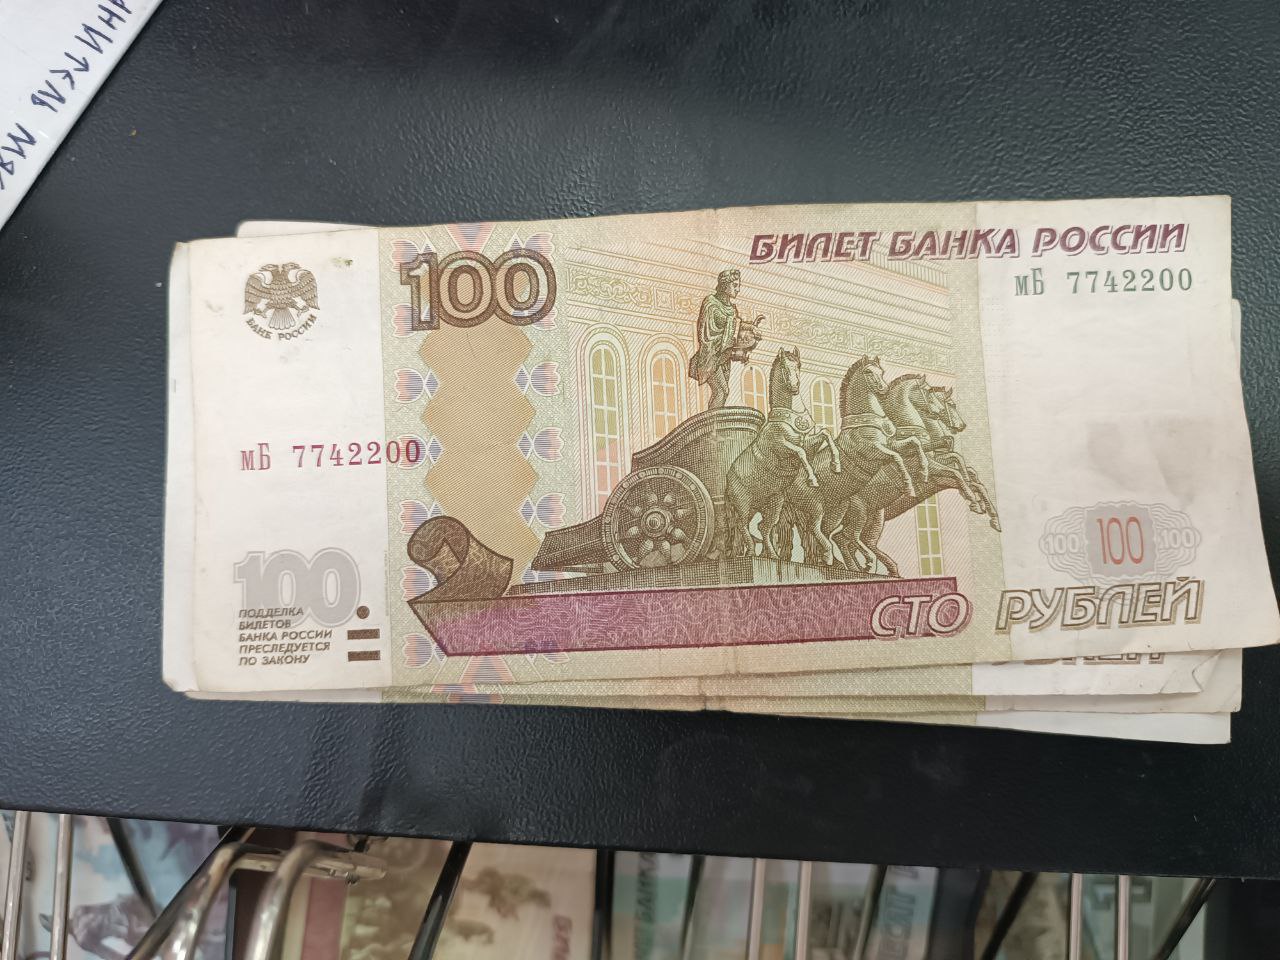 БИЛЕТ БАНКА РОССИИ
100
мБ 7742200
БАНК РОССИИ
мБ 7742200
100
100 100 100
ПОДДЕЛКА
БИЛЕТОВ
БАНКА РОССИИ
ПРЕСЛЕДУЕТСЯ
ПО ЗАКОНУ
СТО РУБЛЕЙ
100